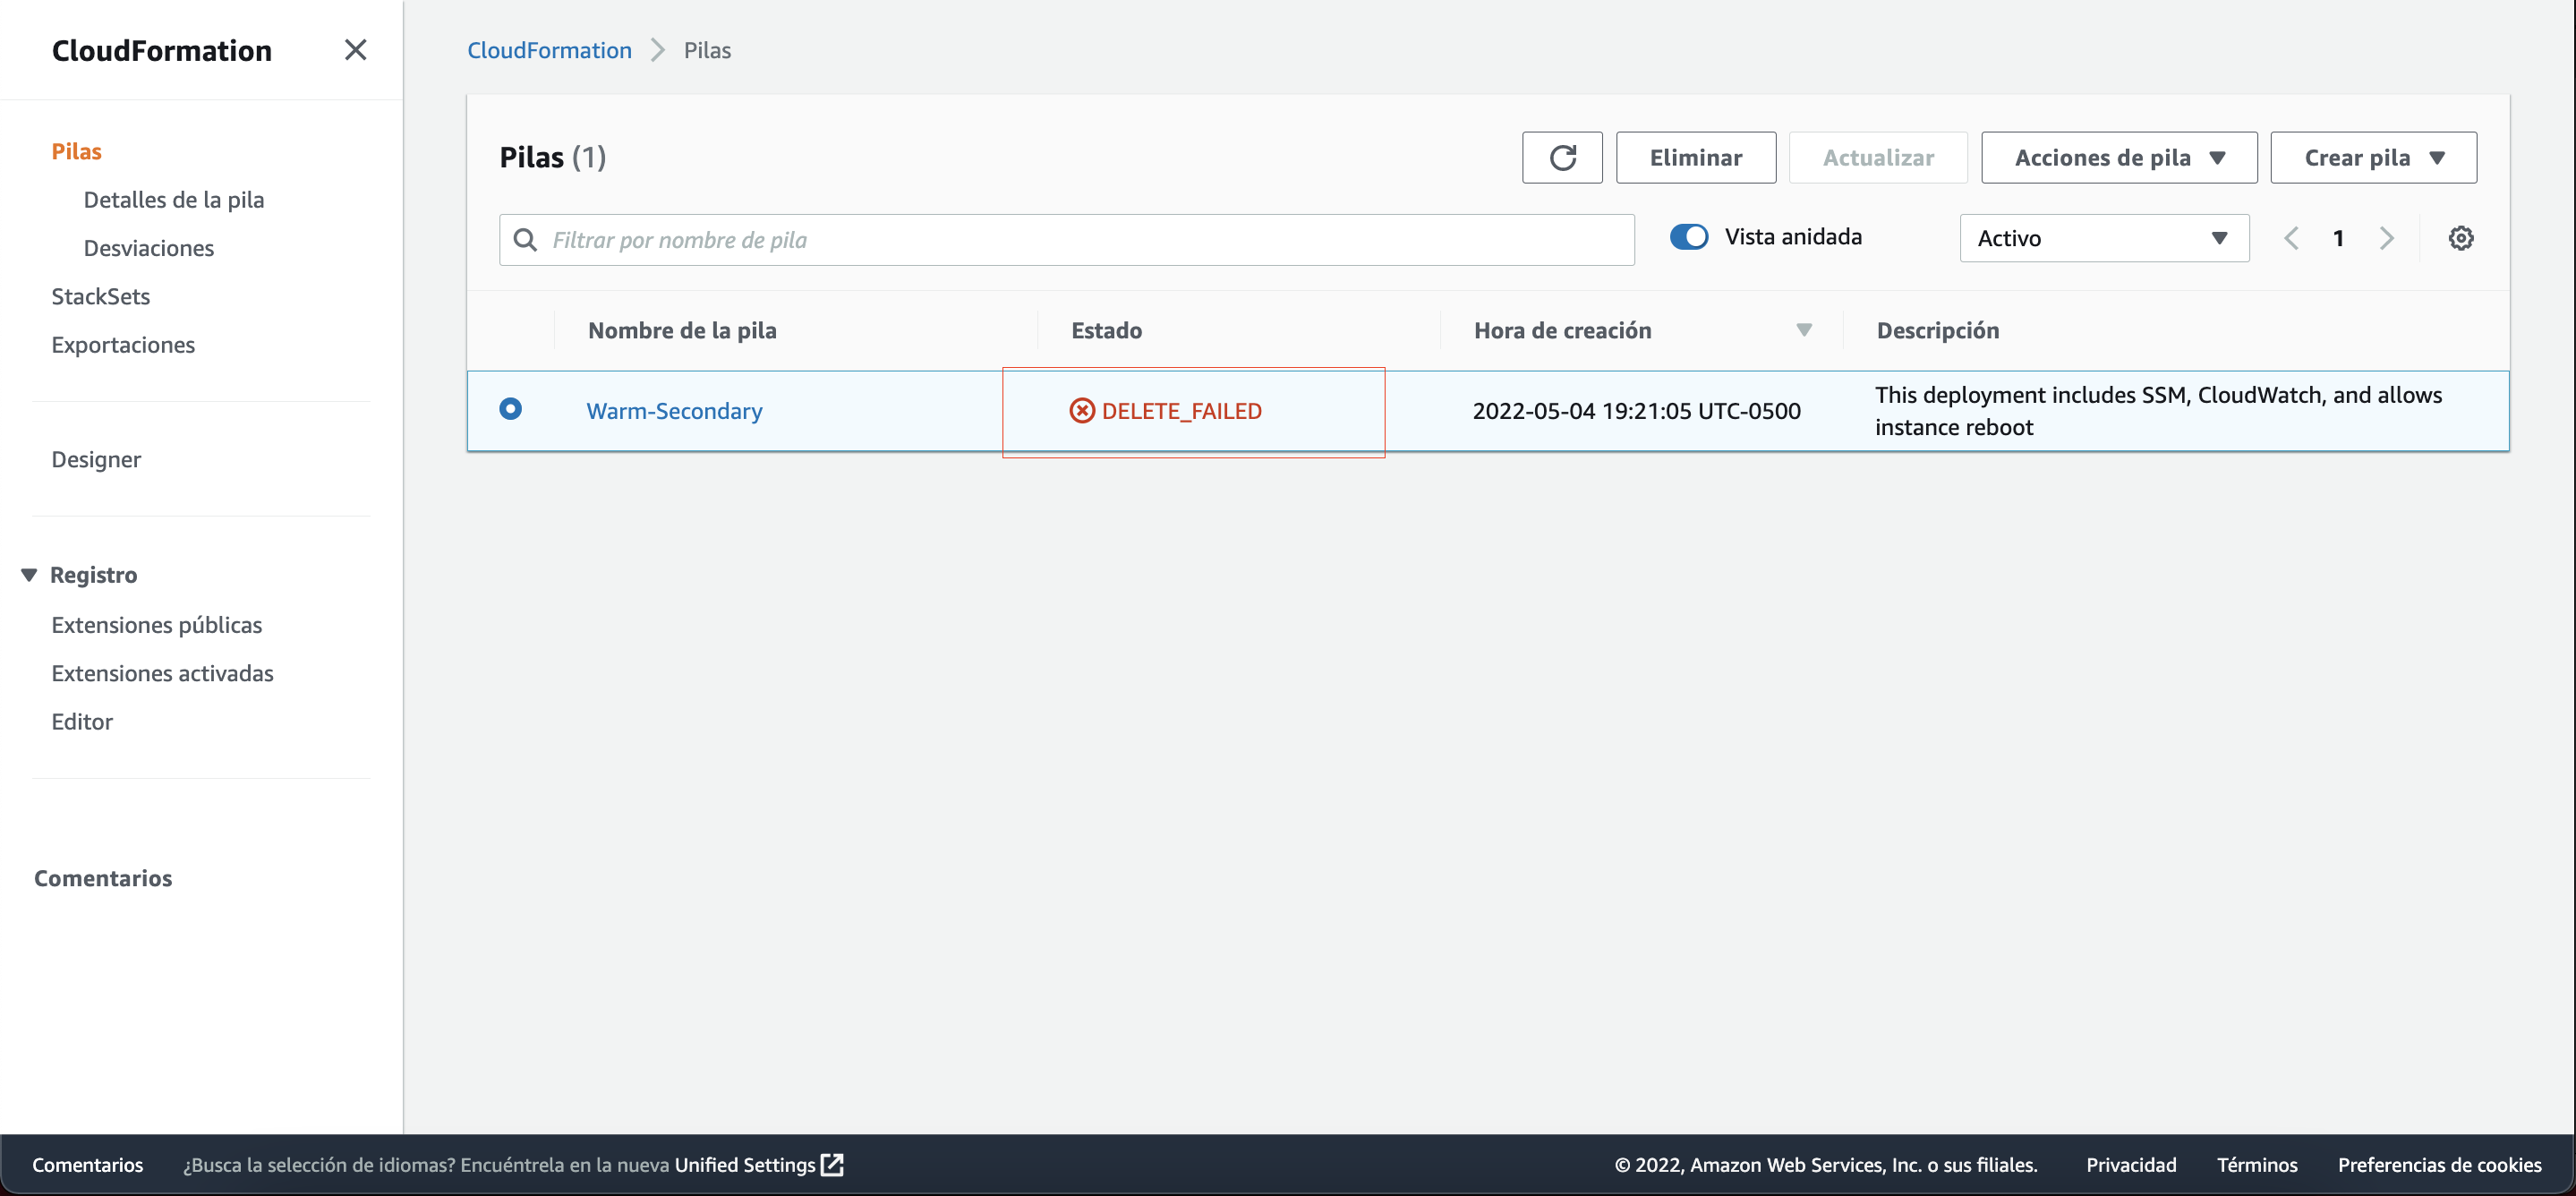 CloudFormation
Pilas
Detalles de la pila
Desviaciones
StackSets
Exportaciones
Designer
Registro
Extensiones públicas
Extensiones activadas
Editor
Comentarios
CloudFormation > Pilas
Pilas (1)
Eliminar
Actualizar
Acciones de pila
Crear pila
Filtrar por nombre de pila
Vista anidada
Activo
1
Nombre de la pila Estado Hora de creación Descripción
Warm-Secondary DELETE_FAILED 2022-05-04 19:21:05 UTC-0500 This deployment includes SSM, CloudWatch, and allows
instance reboot
Comentarios ¿Busca la selección de idiomas? Encuéntrela en la nueva Unified Settings © 2022, Amazon Web Services, Inc. o sus filiales. Privacidad Términos Preferencias de cookies